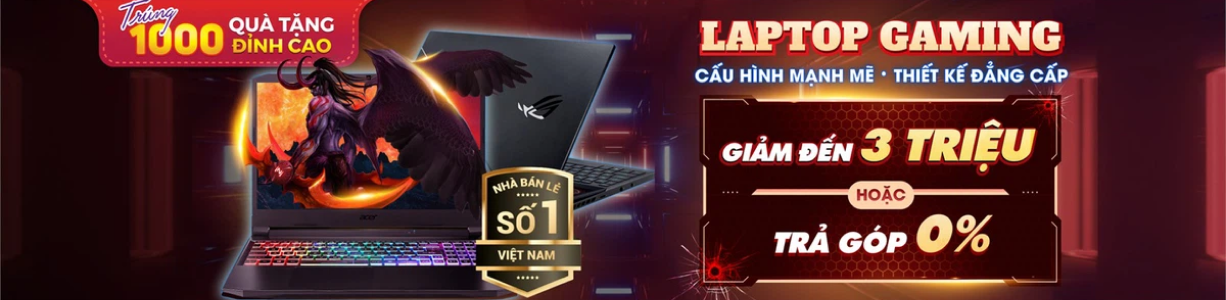 Trúng
1000 QUÀ TẶNG
ĐỈNH CAO
acer
NHÀ BÁN LẺ
SỐ 1
VIỆT NAM
LAPTOP GAMING
CẤU HÌNH MẠNH MẼ • THIẾT KẾ ĐẲNG CẤP
GIẢM ĐẾN 3 TRIỆU
HOẶC
TRẢ GÓP 0%